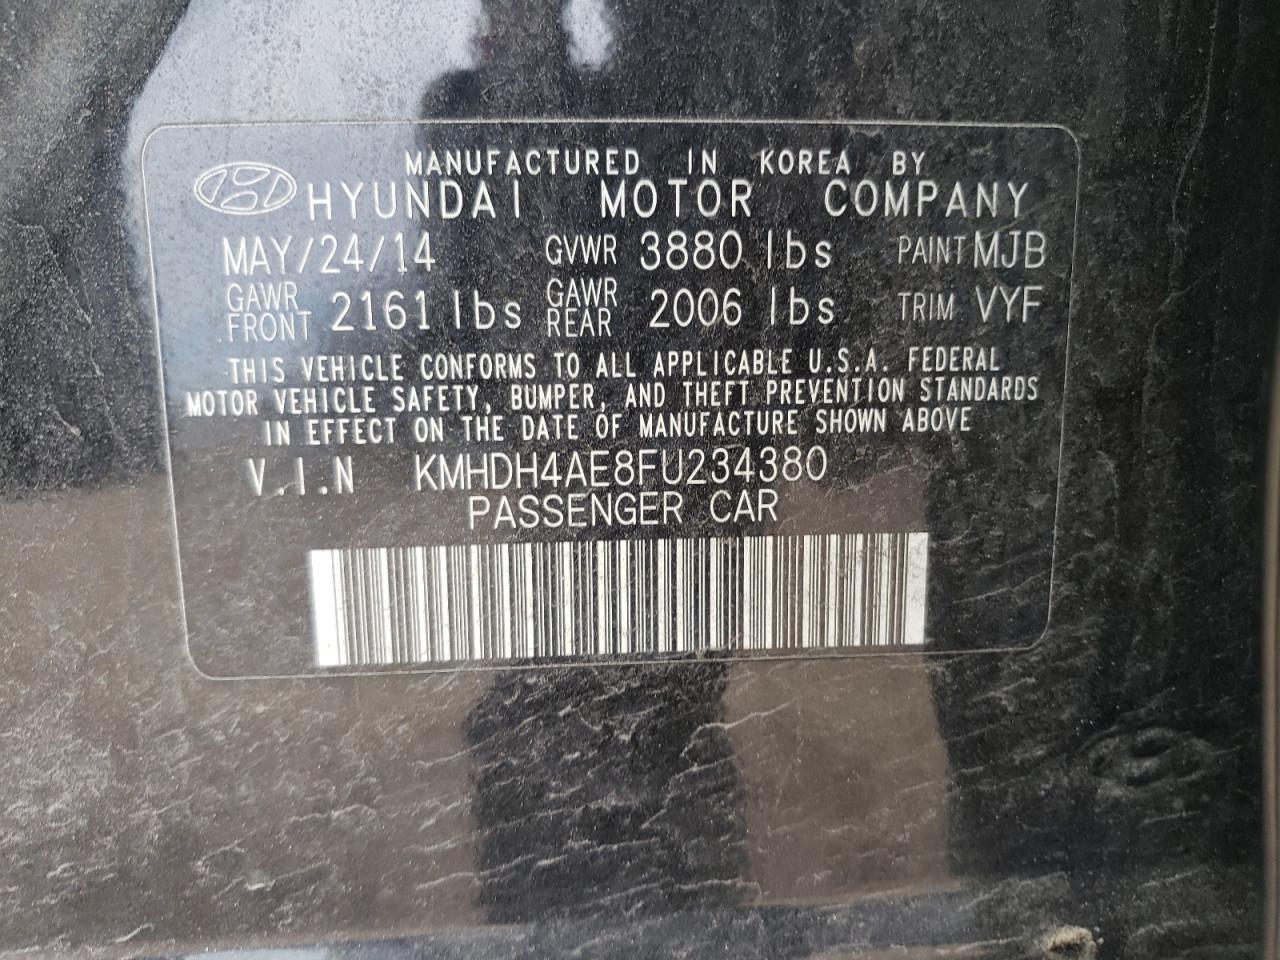 MANUFACTURED IN KOREA BY
HYUNDAI MOTOR COMPANY
MAY/24/14 GVWR 3880 lbs PAINT MJB
GAWR FRONT 2161 lbs GAWR REAR 2006 lbs TRIM VYF
THIS VEHICLE CONFORMS TO ALL APPLICABLE U.S.A. FEDERAL
MOTOR VEHICLE SAFETY, BUMPER, AND THEFT PREVENTION STANDARDS
IN EFFECT ON THE DATE OF MANUFACTURE SHOWN ABOVE
V.I.N KMHDH4AE8FU234380
PASSENGER CAR